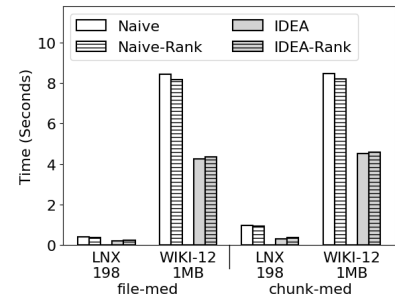 Naive
IDEA
Naive-Rank
IDEA-Rank
Time (Seconds)
10
8
6
4
2
0
LNX
WIKI-12
LNX
WIKI-12
198
1MB
198
1MB
file-med
chunk-med